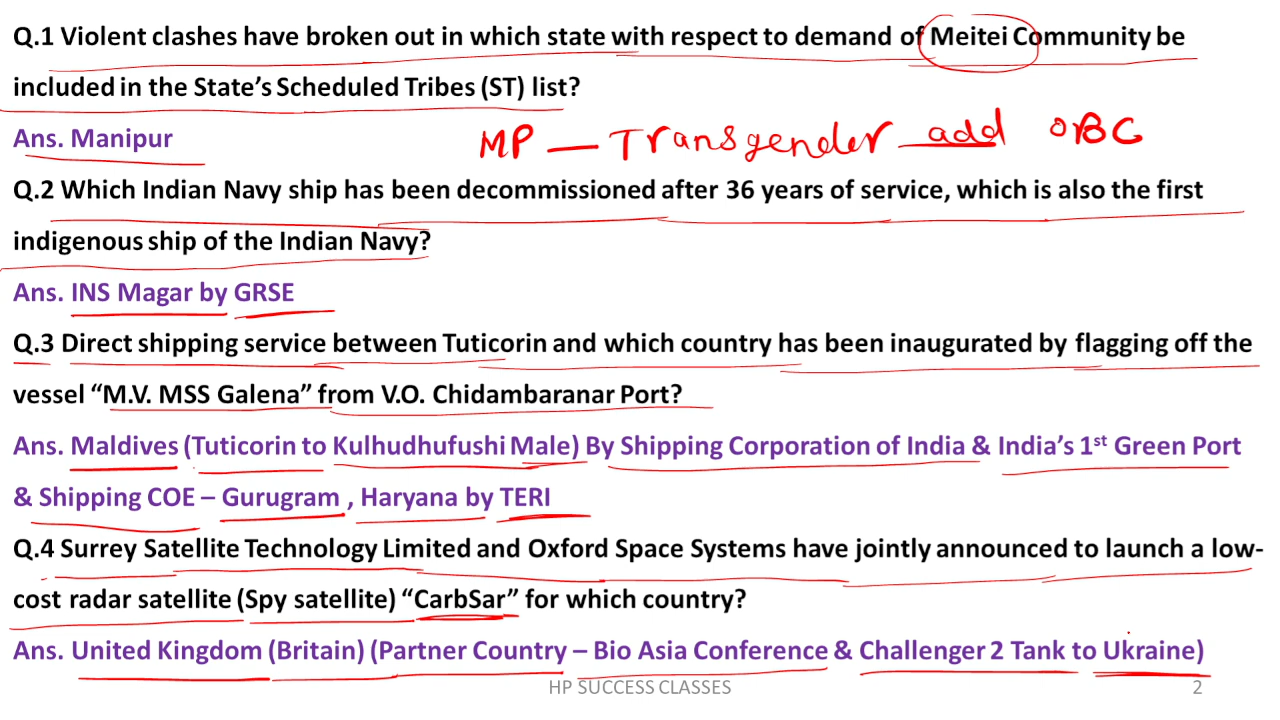 Q.1 Violent clashes have broken out in which state with respect to demand of Meitei Community be
included in the State’s Scheduled Tribes (ST) list?
Ans. Manipur
MP — Transgender add OBC
Q.2 Which Indian Navy ship has been decommissioned after 36 years of service, which is also the first
indigenous ship of the Indian Navy?
Ans. INS Magar by GRSE
Q.3 Direct shipping service between Tuticorin and which country has been inaugurated by flagging off the
vessel “M.V. MSS Galena” from V.O. Chidambaranar Port?
Ans. Maldives (Tuticorin to Kulhudhufushi Male) By Shipping Corporation of India & India’s 1st Green Port
& Shipping COE – Gurugram , Haryana by TERI
Q.4 Surrey Satellite Technology Limited and Oxford Space Systems have jointly announced to launch a low-
cost radar satellite (Spy satellite) “CarbSar” for which country?
Ans. United Kingdom (Britain) (Partner Country – Bio Asia Conference & Challenger 2 Tank to Ukraine)
HP SUCCESS CLASSES
2